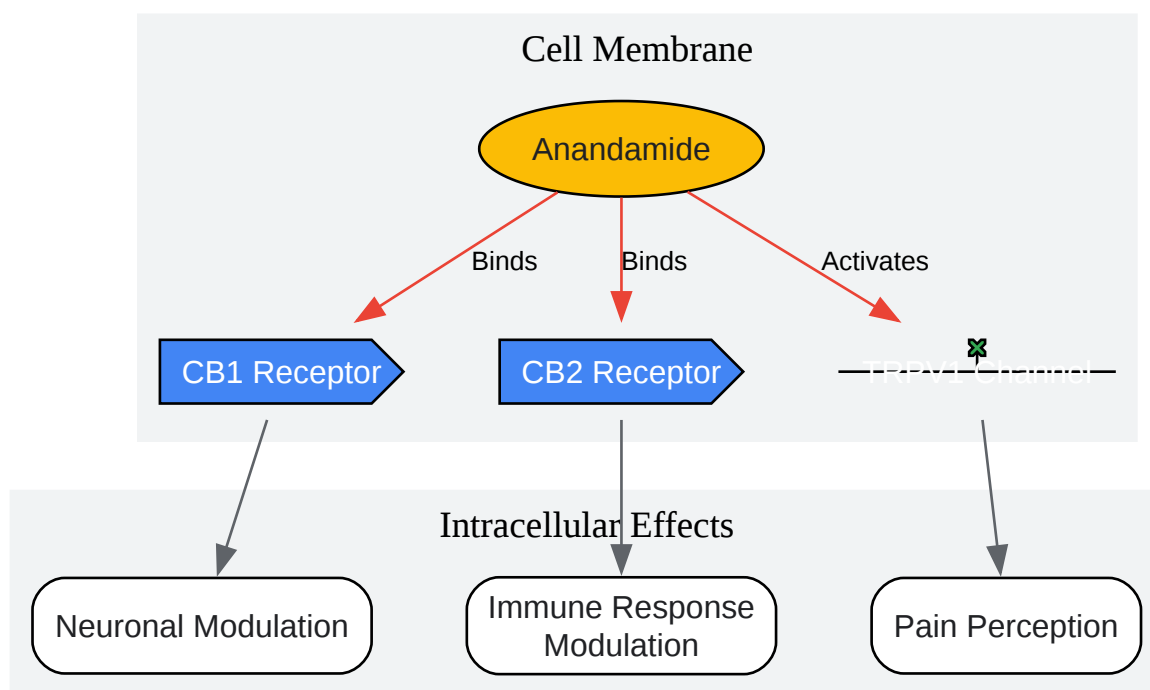 Cell Membrane
Anandamide
Binds
Binds
Activates
CB1 Receptor
CB2 Receptor
TRPV1 Channel
Intracellular Effects
Neuronal Modulation
Immune Response
Modulation
Pain Perception